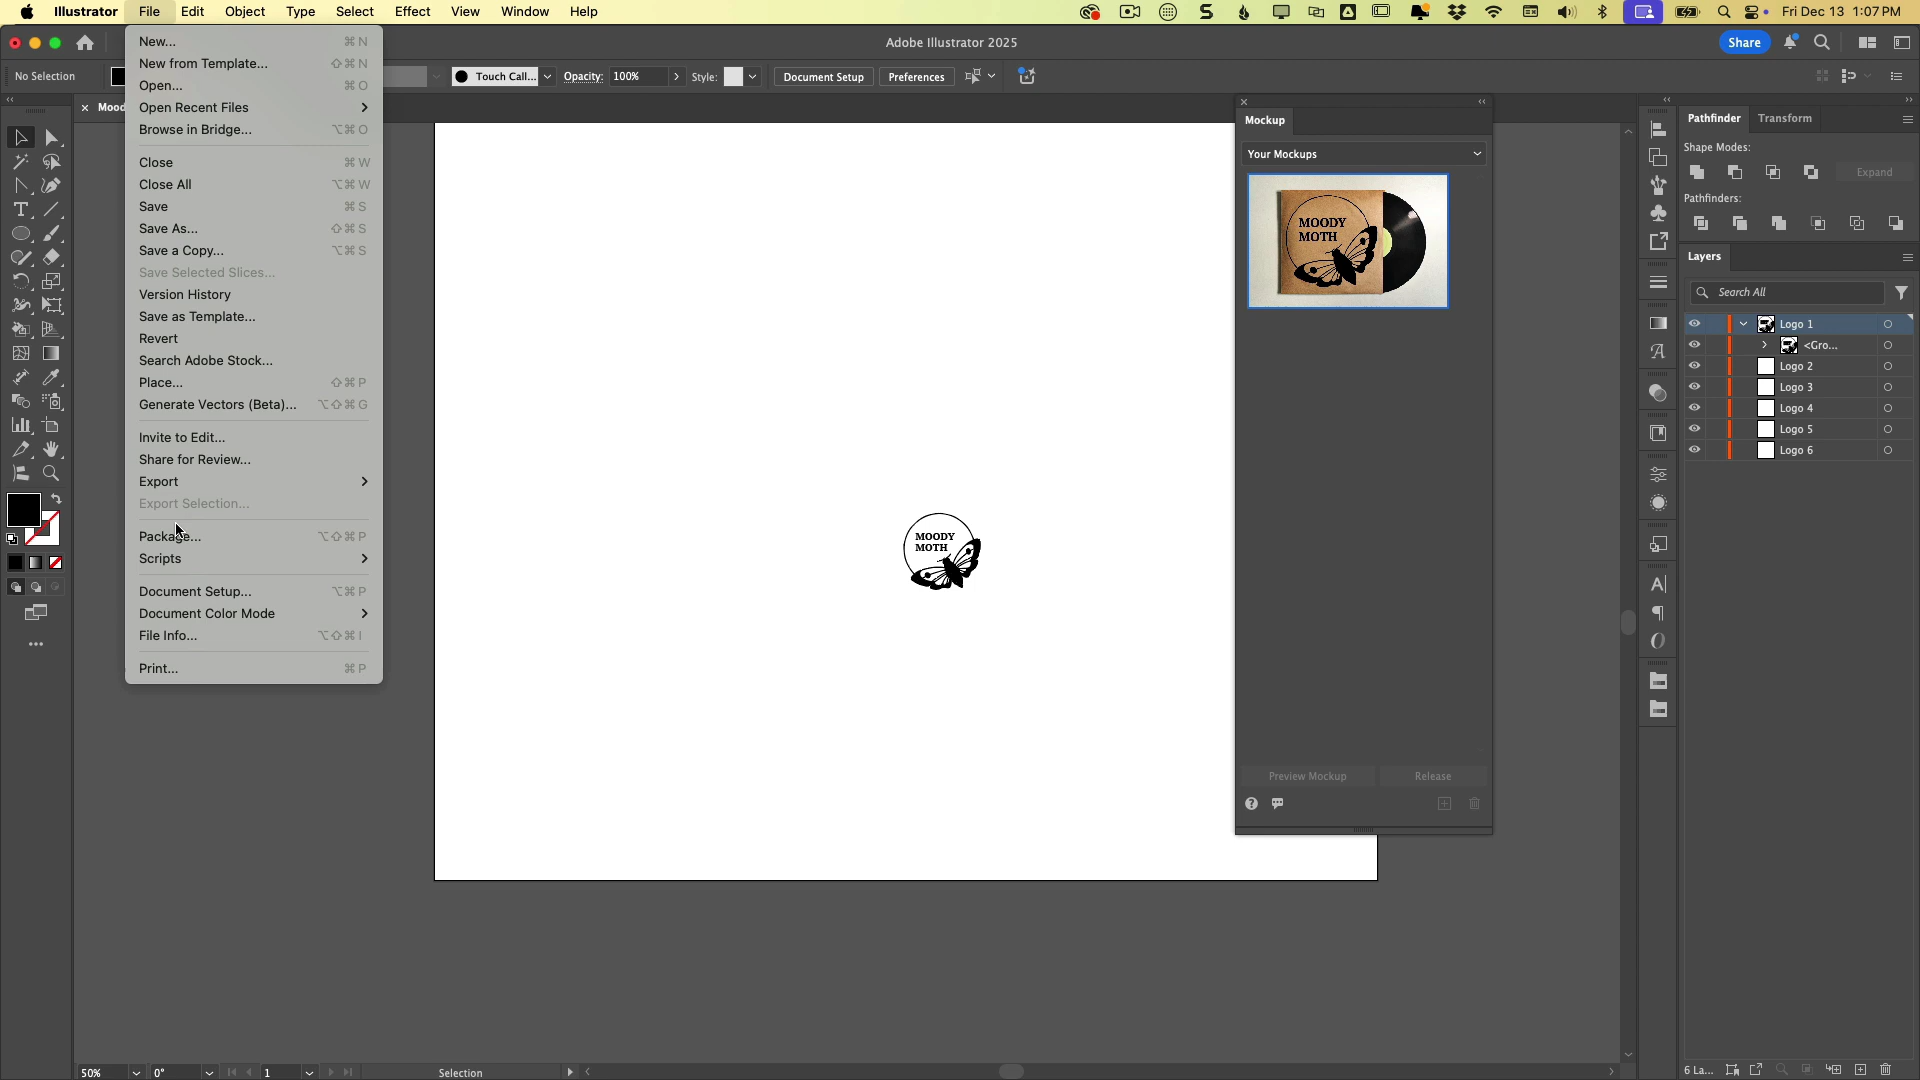 Illustrator File Edit Object Type Select Effect View Window Help
Fri Dec 13 1:07 PM
Adobe Illustrator 2025
Share
No Selection
Touch Call...
Opacity: 100%
Style:
Document Setup
Preferences
Mood
New... ⌘ N
New from Template... ⇧⌘ N
Open... ⌘ O
Open Recent Files
Browse in Bridge... ⌥⌘ O
Close ⌘ W
Close All ⌥⌘ W
Save ⌘ S
Save As... ⇧⌘ S
Save a Copy... ⌥⌘ S
Save Selected Slices...
Version History
Save as Template...
Revert
Search Adobe Stock...
Place... ⇧⌘ P
Generate Vectors (Beta)... ⌥⇧⌘ G
Invite to Edit...
Share for Review...
Export
Export Selection...
Package... ⌥⇧⌘ P
Scripts
Document Setup... ⌥⌘ P
Document Color Mode
File Info... ⌥⇧⌘ I
Print... ⌘ P
MOODY
MOTH
Mockup
Your Mockups
MOODY
MOTH
Preview Mockup
Release
Pathfinder
Transform
Shape Modes:
Expand
Pathfinders:
Layers
Search All
Logo 1
<Gro...
Logo 2
Logo 3
Logo 4
Logo 5
Logo 6
50%
0°
1
Selection
6 La...